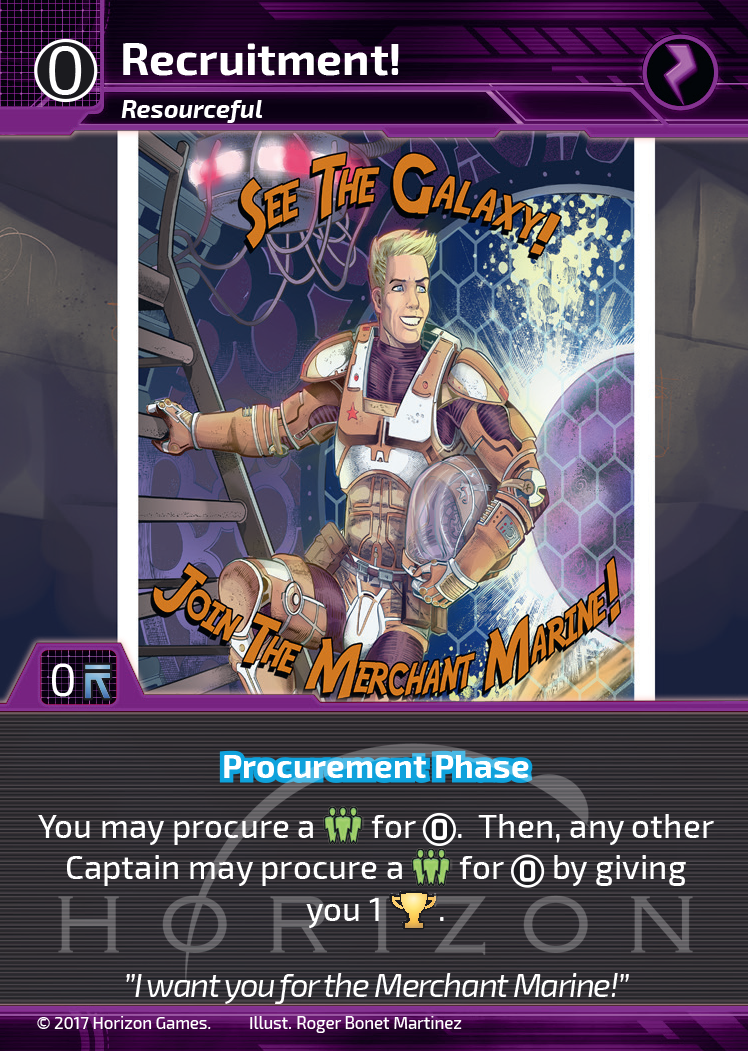 0
Recruitment!
Resourceful
SEE THE GALAXY!
JOIN THE MERCHANT MARINE!
0
Procurement Phase
You may procure a for 0. Then, any other
Captain may procure a for 0 by giving
you 1 .
HORIZON
"I want you for the Merchant Marine!"
© 2017 Horizon Games. Illust. Roger Bonet Martinez